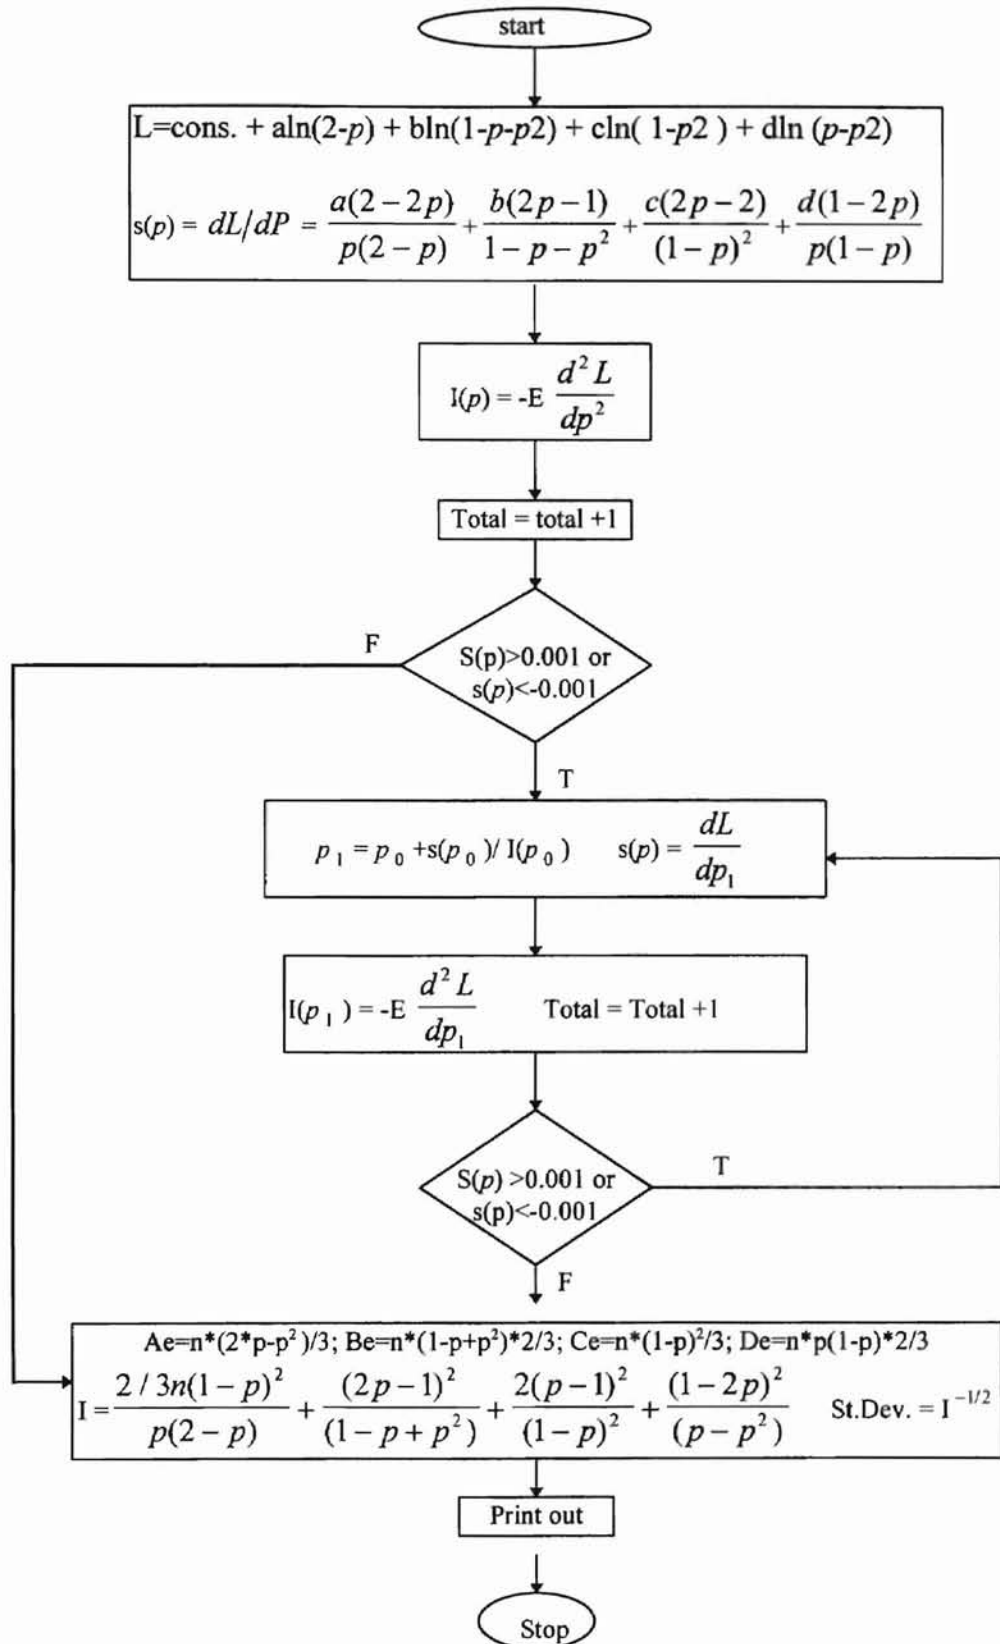 start
L=cons. + aln(2-p) + bln(1-p-p2) + cln( 1-p2 ) + dln (p-p2)
s(p) = dL/dP = a(2−2p)/p(2−p) + b(2p−1)/1−p−p² + c(2p−2)/(1−p)² + d(1−2p)/p(1−p)
I(p) = -E d²L/dp²
Total = total +1
F
S(p)>0.001 or
s(p)<-0.001
T
p₁ = p₀ +s(p₀)/ I(p₀) s(p) = dL/dp₁
I(p₁) = -E d²L/dp₁ Total = Total +1
S(p) >0.001 or
s(p)<-0.001
T
F
Ae=n*(2*p-p²)/3; Be=n*(1-p+p²)*2/3; Ce=n*(1-p)²/3; De=n*p(1-p)*2/3
I = 2/3n(1−p)²/p(2−p) + (2p−1)²/(1−p+p²) + 2(p−1)²/(1−p)² + (1−2p)²/(p−p²) St.Dev. = I⁻¹/²
Print out
Stop